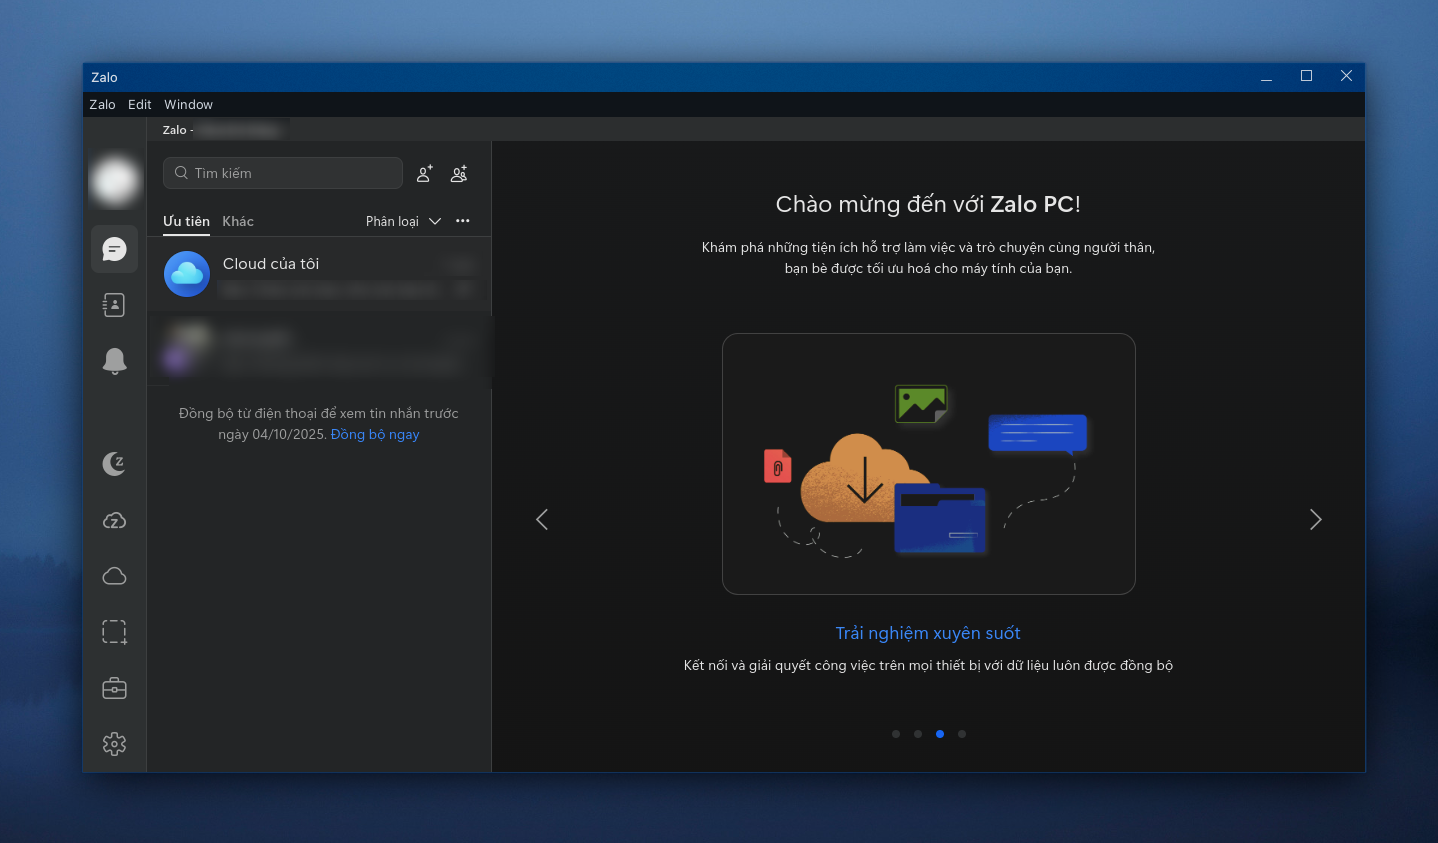 Zalo
Zalo Edit Window
Zalo -
Tìm kiếm
Ưu tiên Khác Phân loại
Cloud của tôi
Đồng bộ từ điện thoại để xem tin nhắn trước
ngày 04/10/2025. Đồng bộ ngay
Chào mừng đến với Zalo PC!
Khám phá những tiện ích hỗ trợ làm việc và trò chuyện cùng người thân,
bạn bè được tối ưu hoá cho máy tính của bạn.
Trải nghiệm xuyên suốt
Kết nối và giải quyết công việc trên mọi thiết bị với dữ liệu luôn được đồng bộ